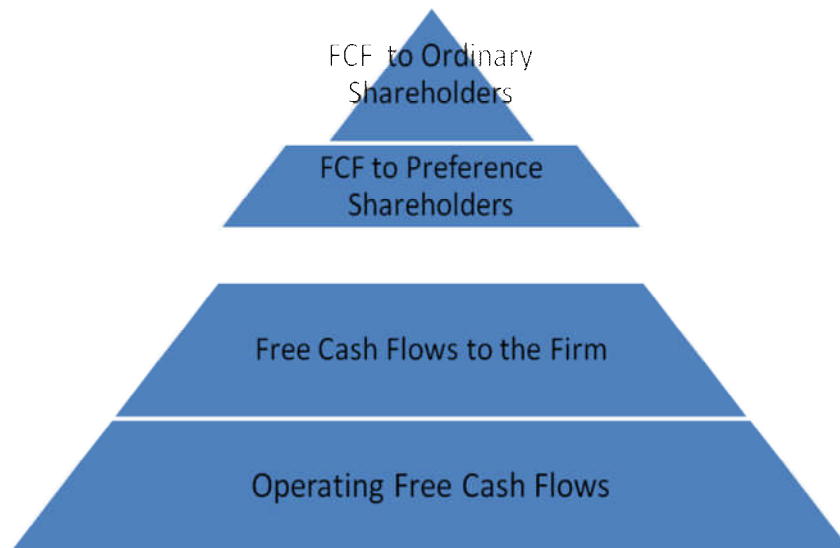 FCF to Ordinary
Shareholders
FCF to Preference
Shareholders
Free Cash Flows to the Firm
Operating Free Cash Flows